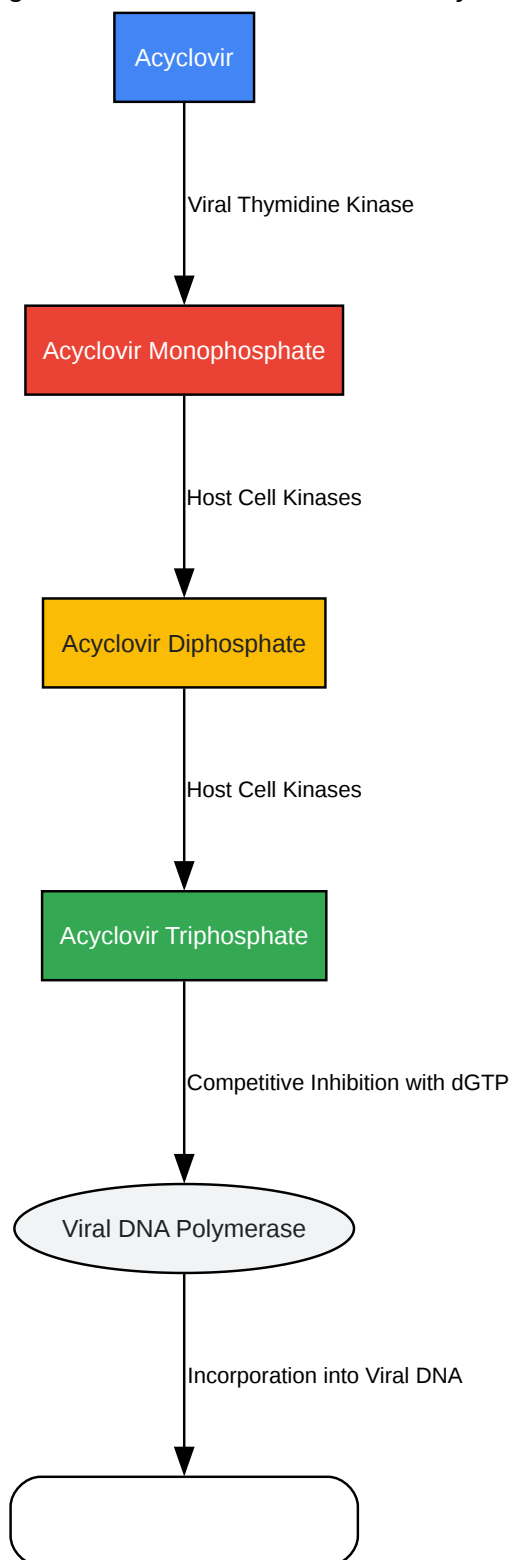 Acyclovir
Viral Thymidine Kinase
Acyclovir Monophosphate
Host Cell Kinases
Acyclovir Diphosphate
Host Cell Kinases
Acyclovir Triphosphate
Competitive Inhibition with dGTP
Viral DNA Polymerase
Incorporation into Viral DNA